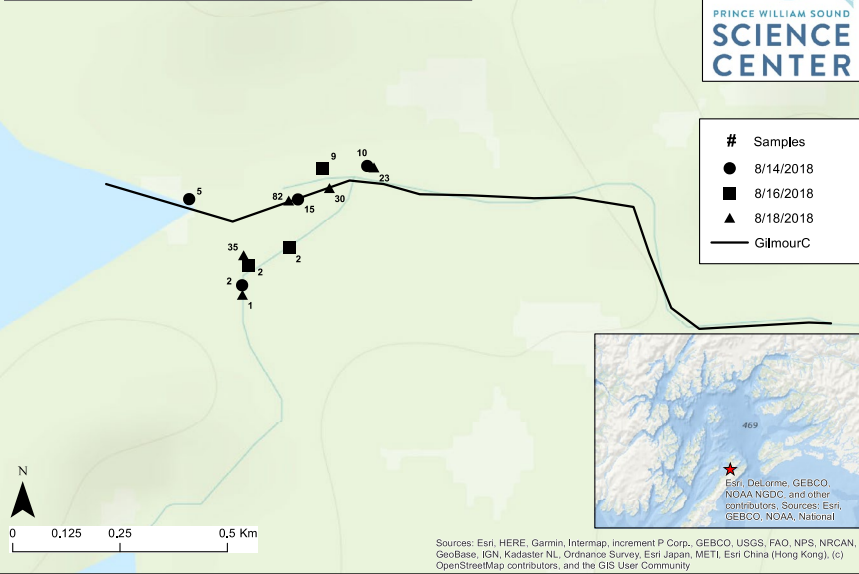 PRINCE WILLIAM SOUND
SCIENCE
CENTER
# Samples
8/14/2018
8/16/2018
8/18/2018
GilmourC
9
10
23
5
82
15
30
35
2
2
2
1
469
Esri, DeLorme, GEBCO,
NOAA NGDC, and other
contributors, Sources: Esri,
GEBCO, NOAA, National
N
0 0.125 0.25 0.5 Km
Sources: Esri, HERE, Garmin, Intermap, increment P Corp., GEBCO, USGS, FAO, NPS, NRCAN,
GeoBase, IGN, Kadaster NL, Ordnance Survey, Esri Japan, METI, Esri China (Hong Kong), (c)
OpenStreetMap contributors, and the GIS User Community